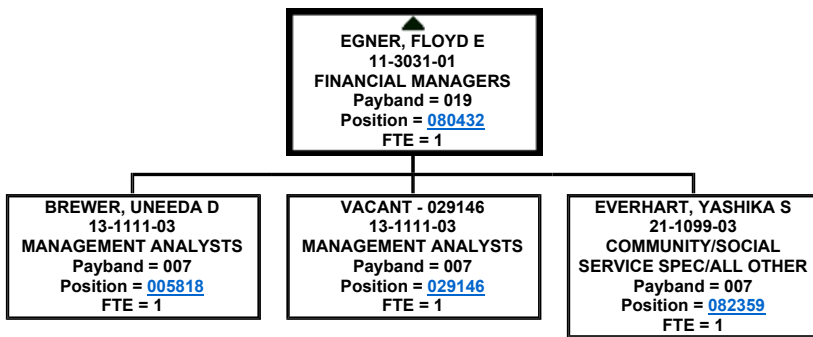 EGNER, FLOYD E
11-3031-01
FINANCIAL MANAGERS
Payband = 019
Position = 080432
FTE = 1
BREWER, UNEEDA D
13-1111-03
MANAGEMENT ANALYSTS
Payband = 007
Position = 005818
FTE = 1
VACANT - 029146
13-1111-03
MANAGEMENT ANALYSTS
Payband = 007
Position = 029146
FTE = 1
EVERHART, YASHIKA S
21-1099-03
COMMUNITY/SOCIAL
SERVICE SPEC/ALL OTHER
Payband = 007
Position = 082359
FTE = 1